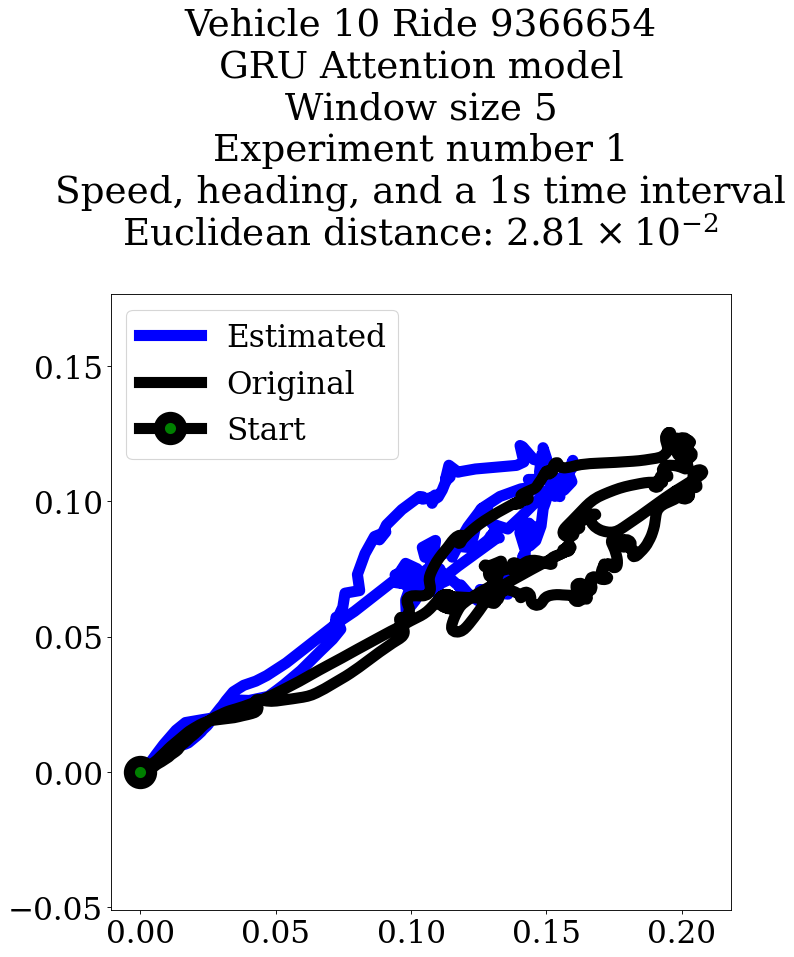 Vehicle 10 Ride 9366654
GRU Attention model
Window size 5
Experiment number 1
Speed, heading, and a 1s time interval
Euclidean distance: 2.81 × 10⁻²
Estimated
Original
Start
0.15
0.10
0.05
0.00
−0.05
0.00 0.05 0.10 0.15 0.20